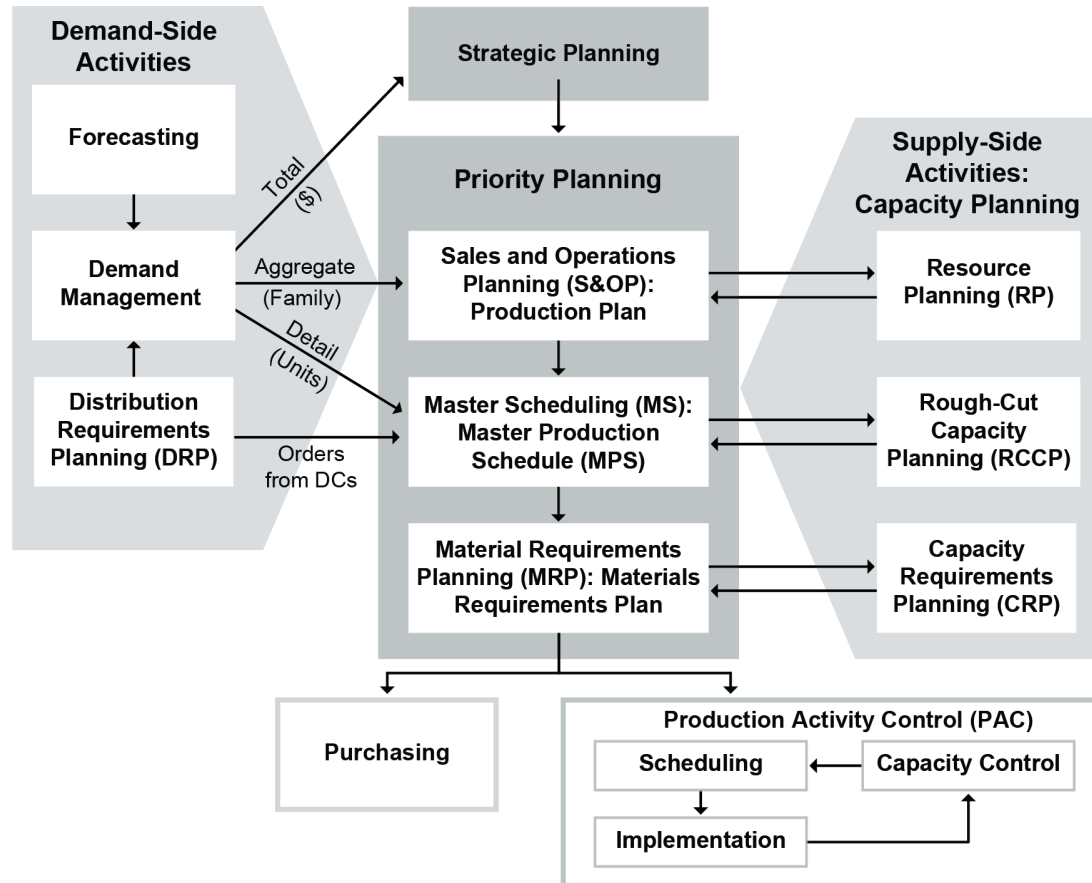 Demand-Side
Activities
Forecasting
Demand
Management
Distribution
Requirements
Planning (DRP)
Total
($)
Aggregate
(Family)
Detail
(Units)
Orders
from DCs
Strategic Planning
Priority Planning
Sales and Operations
Planning (S&OP):
Production Plan
Master Scheduling (MS):
Master Production
Schedule (MPS)
Material Requirements
Planning (MRP): Materials
Requirements Plan
Supply-Side
Activities:
Capacity Planning
Resource
Planning (RP)
Rough-Cut
Capacity
Planning (RCCP)
Capacity
Requirements
Planning (CRP)
Purchasing
Production Activity Control (PAC)
Scheduling
Capacity Control
Implementation